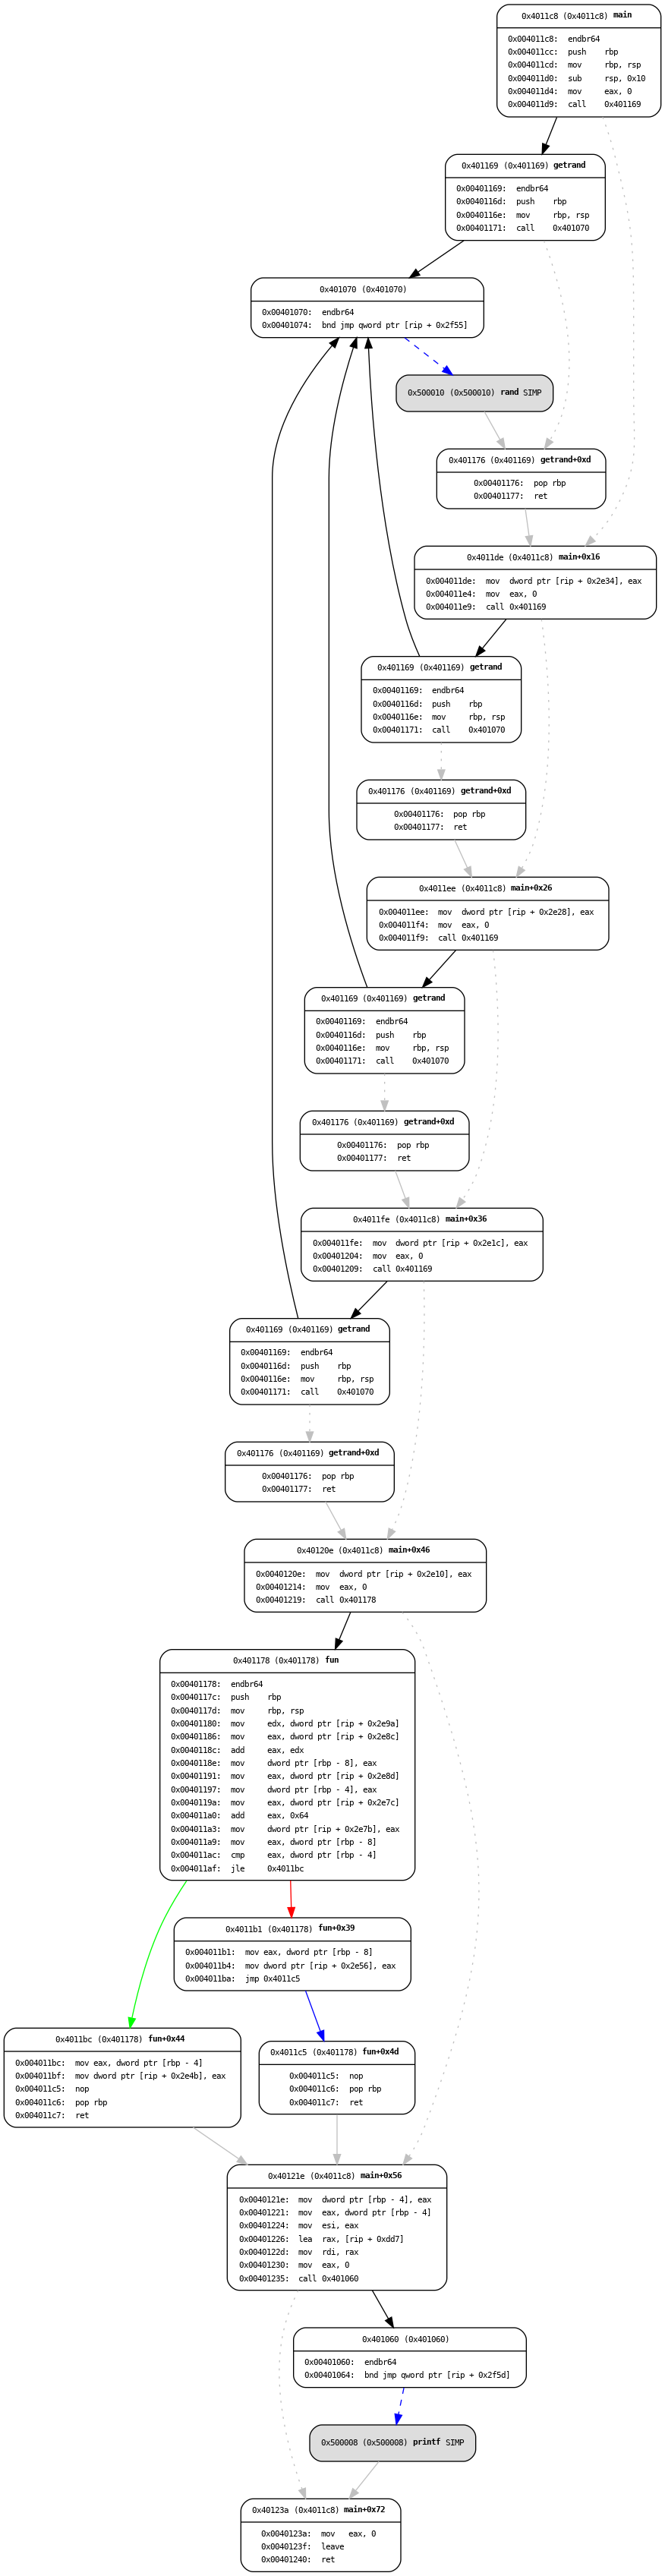 0x4011c8 (0x4011c8) main
0x004011c8: endbr64
0x004011cc: push rbp
0x004011cd: mov rbp, rsp
0x004011d0: sub rsp, 0x10
0x004011d4: mov eax, 0
0x004011d9: call 0x401169
0x401169 (0x401169) getrand
0x00401169: endbr64
0x0040116d: push rbp
0x0040116e: mov rbp, rsp
0x00401171: call 0x401070
0x401070 (0x401070)
0x00401070: endbr64
0x00401074: bnd jmp qword ptr [rip + 0x2f55]
0x500010 (0x500010) rand SIMP
0x401176 (0x401169) getrand+0xd
0x00401176: pop rbp
0x00401177: ret
0x4011de (0x4011c8) main+0x16
0x004011de: mov dword ptr [rip + 0x2e34], eax
0x004011e4: mov eax, 0
0x004011e9: call 0x401169
0x401169 (0x401169) getrand
0x00401169: endbr64
0x0040116d: push rbp
0x0040116e: mov rbp, rsp
0x00401171: call 0x401070
0x401176 (0x401169) getrand+0xd
0x00401176: pop rbp
0x00401177: ret
0x4011ee (0x4011c8) main+0x26
0x004011ee: mov dword ptr [rip + 0x2e28], eax
0x004011f4: mov eax, 0
0x004011f9: call 0x401169
0x401169 (0x401169) getrand
0x00401169: endbr64
0x0040116d: push rbp
0x0040116e: mov rbp, rsp
0x00401171: call 0x401070
0x401176 (0x401169) getrand+0xd
0x00401176: pop rbp
0x00401177: ret
0x4011fe (0x4011c8) main+0x36
0x004011fe: mov dword ptr [rip + 0x2e1c], eax
0x00401204: mov eax, 0
0x00401209: call 0x401169
0x401169 (0x401169) getrand
0x00401169: endbr64
0x0040116d: push rbp
0x0040116e: mov rbp, rsp
0x00401171: call 0x401070
0x401176 (0x401169) getrand+0xd
0x00401176: pop rbp
0x00401177: ret
0x40120e (0x4011c8) main+0x46
0x0040120e: mov dword ptr [rip + 0x2e10], eax
0x00401214: mov eax, 0
0x00401219: call 0x401178
0x401178 (0x401178) fun
0x00401178: endbr64
0x0040117c: push rbp
0x0040117d: mov rbp, rsp
0x00401180: mov edx, dword ptr [rip + 0x2e9a]
0x00401186: mov eax, dword ptr [rip + 0x2e8c]
0x0040118c: add eax, edx
0x0040118e: mov dword ptr [rbp - 8], eax
0x00401191: mov eax, dword ptr [rip + 0x2e8d]
0x00401197: mov dword ptr [rbp - 4], eax
0x0040119a: mov eax, dword ptr [rip + 0x2e7c]
0x004011a0: add eax, 0x64
0x004011a3: mov dword ptr [rip + 0x2e7b], eax
0x004011a9: mov eax, dword ptr [rbp - 8]
0x004011ac: cmp eax, dword ptr [rbp - 4]
0x004011af: jle 0x4011bc
0x4011b1 (0x401178) fun+0x39
0x004011b1: mov eax, dword ptr [rbp - 8]
0x004011b4: mov dword ptr [rip + 0x2e56], eax
0x004011ba: jmp 0x4011c5
0x4011bc (0x401178) fun+0x44
0x004011bc: mov eax, dword ptr [rbp - 4]
0x004011bf: mov dword ptr [rip + 0x2e4b], eax
0x004011c5: nop
0x004011c6: pop rbp
0x004011c7: ret
0x4011c5 (0x401178) fun+0x4d
0x004011c5: nop
0x004011c6: pop rbp
0x004011c7: ret
0x40121e (0x4011c8) main+0x56
0x0040121e: mov dword ptr [rbp - 4], eax
0x00401221: mov eax, dword ptr [rbp - 4]
0x00401224: mov esi, eax
0x00401226: lea rax, [rip + 0xdd7]
0x0040122d: mov rdi, rax
0x00401230: mov eax, 0
0x00401235: call 0x401060
0x401060 (0x401060)
0x00401060: endbr64
0x00401064: bnd jmp qword ptr [rip + 0x2f5d]
0x500008 (0x500008) printf SIMP
0x40123a (0x4011c8) main+0x72
0x0040123a: mov eax, 0
0x0040123f: leave
0x00401240: ret